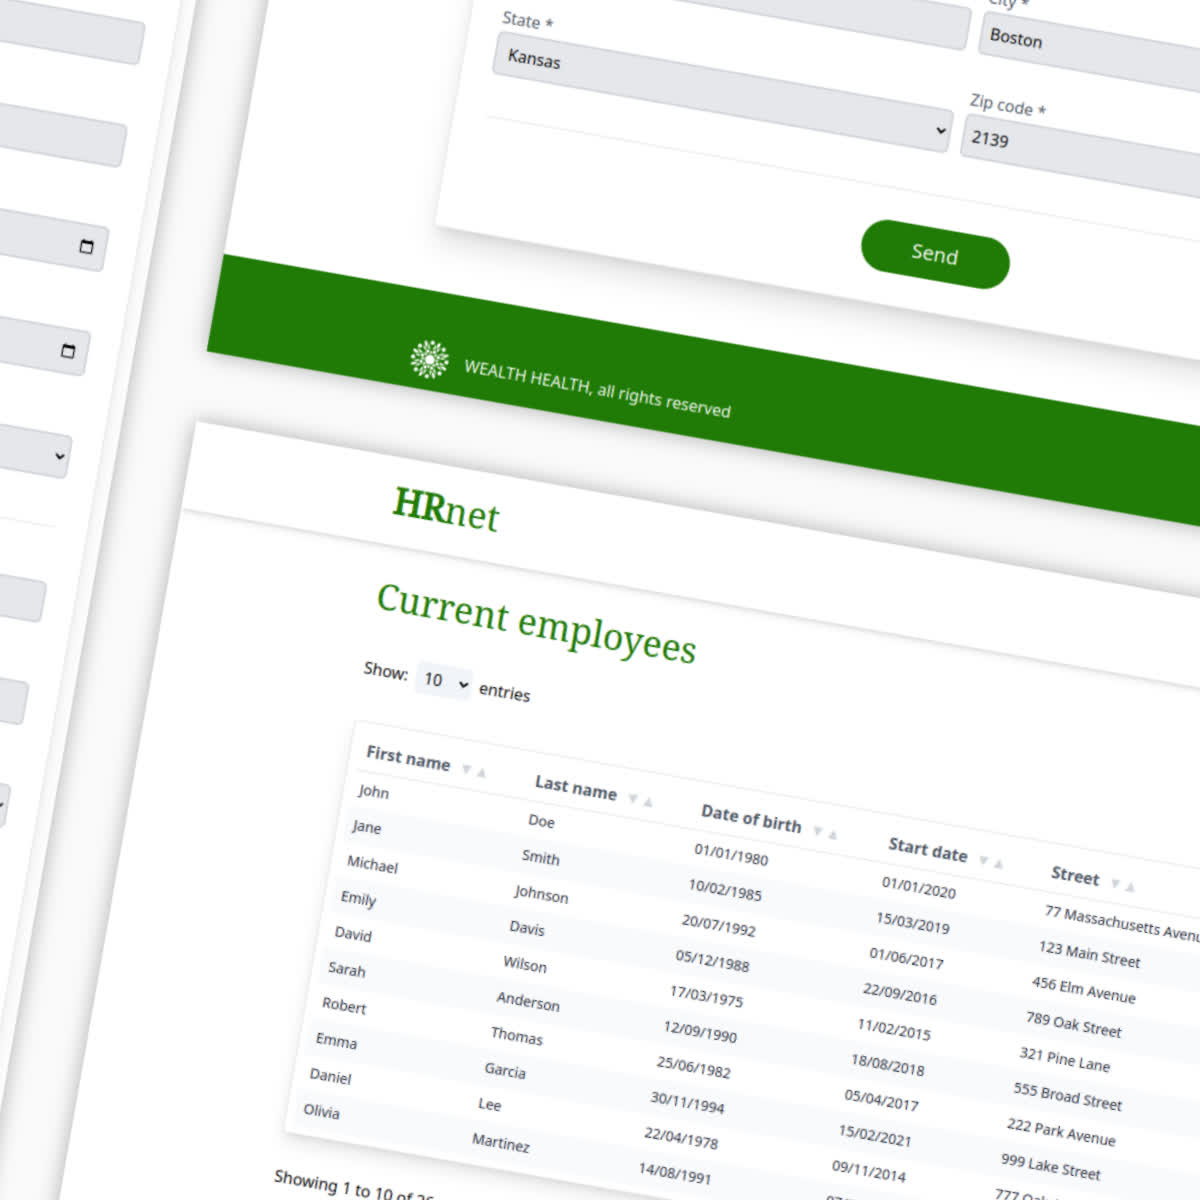 City *
Boston
State *
Kansas
Zip code *
2139
Send
WEALTH HEALTH, all rights reserved
HRnet
Current employees
Show: 10 entries
First name Last name Date of birth Start date Street
John Doe 01/01/1980 01/01/2020 77 Massachusetts
Jane Smith 10/02/1985 15/03/2019 123 Main Street
Michael Johnson 20/07/1992 01/06/2017 456 Elm Avenue
Emily Davis 05/12/1988 22/09/2016 789 Oak Street
David Wilson 17/03/1975 11/02/2015 321 Pine Lane
Sarah Anderson 12/09/1990 18/08/2018 555 Broad Street
Robert Thomas 25/06/1982 05/04/2017 222 Park Avenue
Emma Garcia 30/11/1994 15/02/2021 999 Lake Street
Daniel Lee 22/04/1978 09/11/2014 777
Olivia Martinez 14/08/1991
Showing 1 to 10 of